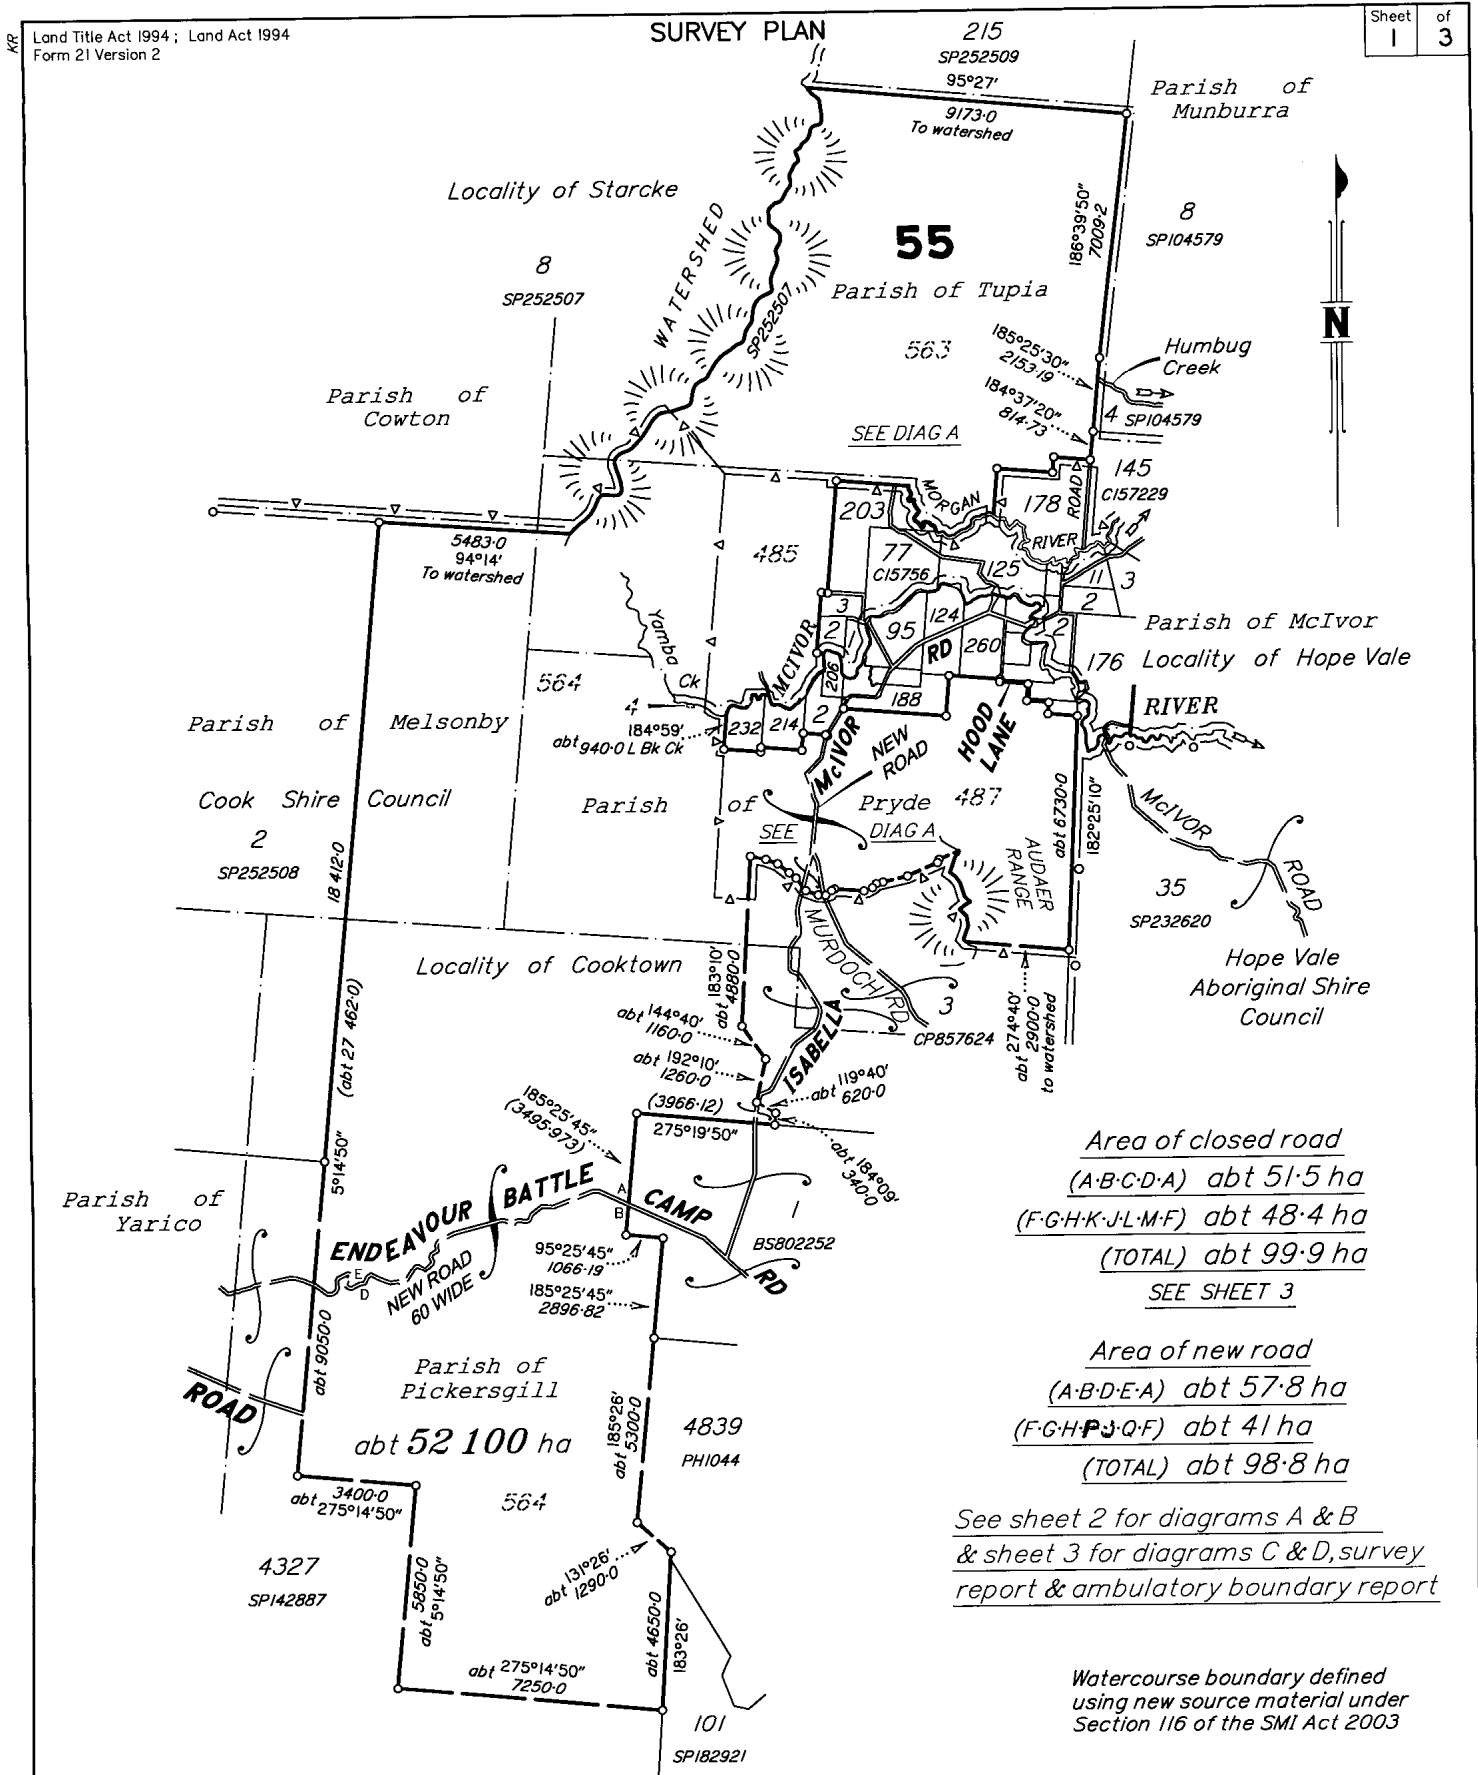 KR
Land Title Act 1994 ; Land Act 1994
Form 21 Version 2
SURVEY PLAN
Sheet
1
of
3
215
SP252509
95°27'
9173·0
To watershed
Parish of
Munburra
Locality of Starcke
WATERSHED
SP252507
55
Parish of Tupia
563
186°39'50"
7009·2
8
SP104579
8
SP252507
N
185°25'30"
2153·19
184°37'20"
814·73
Humbug
Creek
4
SP104579
Parish of
Cowton
SEE DIAG A
145
C157229
MORGAN
RIVER
178
ROAD
203
485
77
C15756
125
11
3
2
5483·0
94°14'
To watershed
3
2
1
95
124
260
2
Parish of McIvor
176
Locality of Hope Vale
Yamba
Ck
MCIVOR
206
RD
188
564
4
184°59'
abt 940·0 L Bk Ck
232
214
2
RIVER
Parish of Melsonby
McIVOR
NEW
ROAD
HOOD
LANE
Cook Shire Council
2
SP252508
Parish of Pryde
487
SEE DIAG A
abt 6730·0
182°25'10"
McIVOR
ROAD
AUDAER
RANGE
35
SP232620
18 412·0
Locality of Cooktown
MURDOCH RD
Hope Vale
Aboriginal Shire
Council
183°10'
abt 4880·0
(abt 27 462·0)
abt 144°40'
1160·0
abt 192°10'
1260·0
ISABELLA
3
CP857624
abt 274°40'
2900·0
to watershed
abt 119°40'
620·0
185°25'45"
(3495·973)
(3966·12)
275°19'50"
abt 184°09'
340·0
5°14'50"
Area of closed road
(A·B·C·D·A) abt 51·5 ha
(F·G·H·K·J·L·M·F) abt 48·4 ha
(TOTAL) abt 99·9 ha
SEE SHEET 3
Parish of
Yarico
ENDEAVOUR BATTLE CAMP RD
A
B
1
BS802252
E
D
NEW ROAD
60 WIDE
95°25'45"
1066·19
185°25'45"
2896·82
abt 9050·0
Area of new road
(A·B·D·E·A) abt 57·8 ha
(F·G·H·P·J·Q·F) abt 41 ha
(TOTAL) abt 98·8 ha
ROAD
Parish of
Pickersgill
abt 52 100 ha
564
abt 185°26'
5300·0
4839
PH1044
abt 3400·0
275°14'50"
See sheet 2 for diagrams A & B
& sheet 3 for diagrams C & D, survey
report & ambulatory boundary report
4327
SP142887
abt 5850·0
5°14'50"
abt 131°26'
1290·0
abt 4650·0
183°26'
abt 275°14'50"
7250·0
101
SP182921
Watercourse boundary defined
using new source material under
Section 116 of the SMI Act 2003